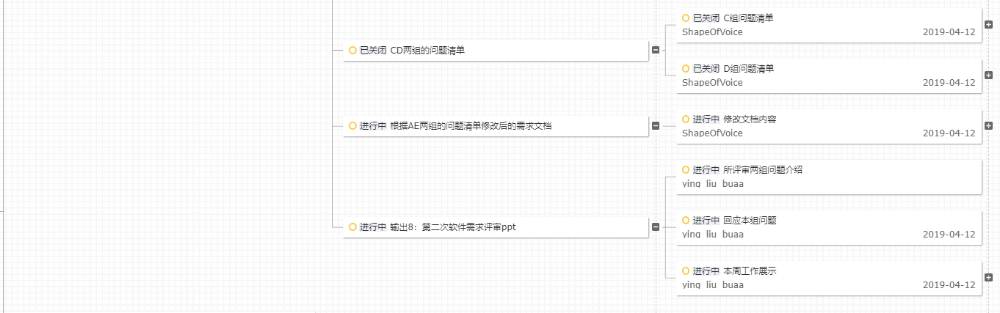 已关闭 CD两组的问题清单
已关闭 C组问题清单
ShapeOfVoice 2019-04-12
已关闭 D组问题清单
ShapeOfVoice 2019-04-12
进行中 根据AE两组的问题清单修改后的需求文档
进行中 修改文档内容
ShapeOfVoice 2019-04-12
进行中 输出8：第二次软件需求评审ppt
进行中 所评审两组问题介绍
ying_liu_buaa
进行中 回应本组问题
ying_liu_buaa 2019-04-12
进行中 本周工作展示
ying_liu_buaa 2019-04-12